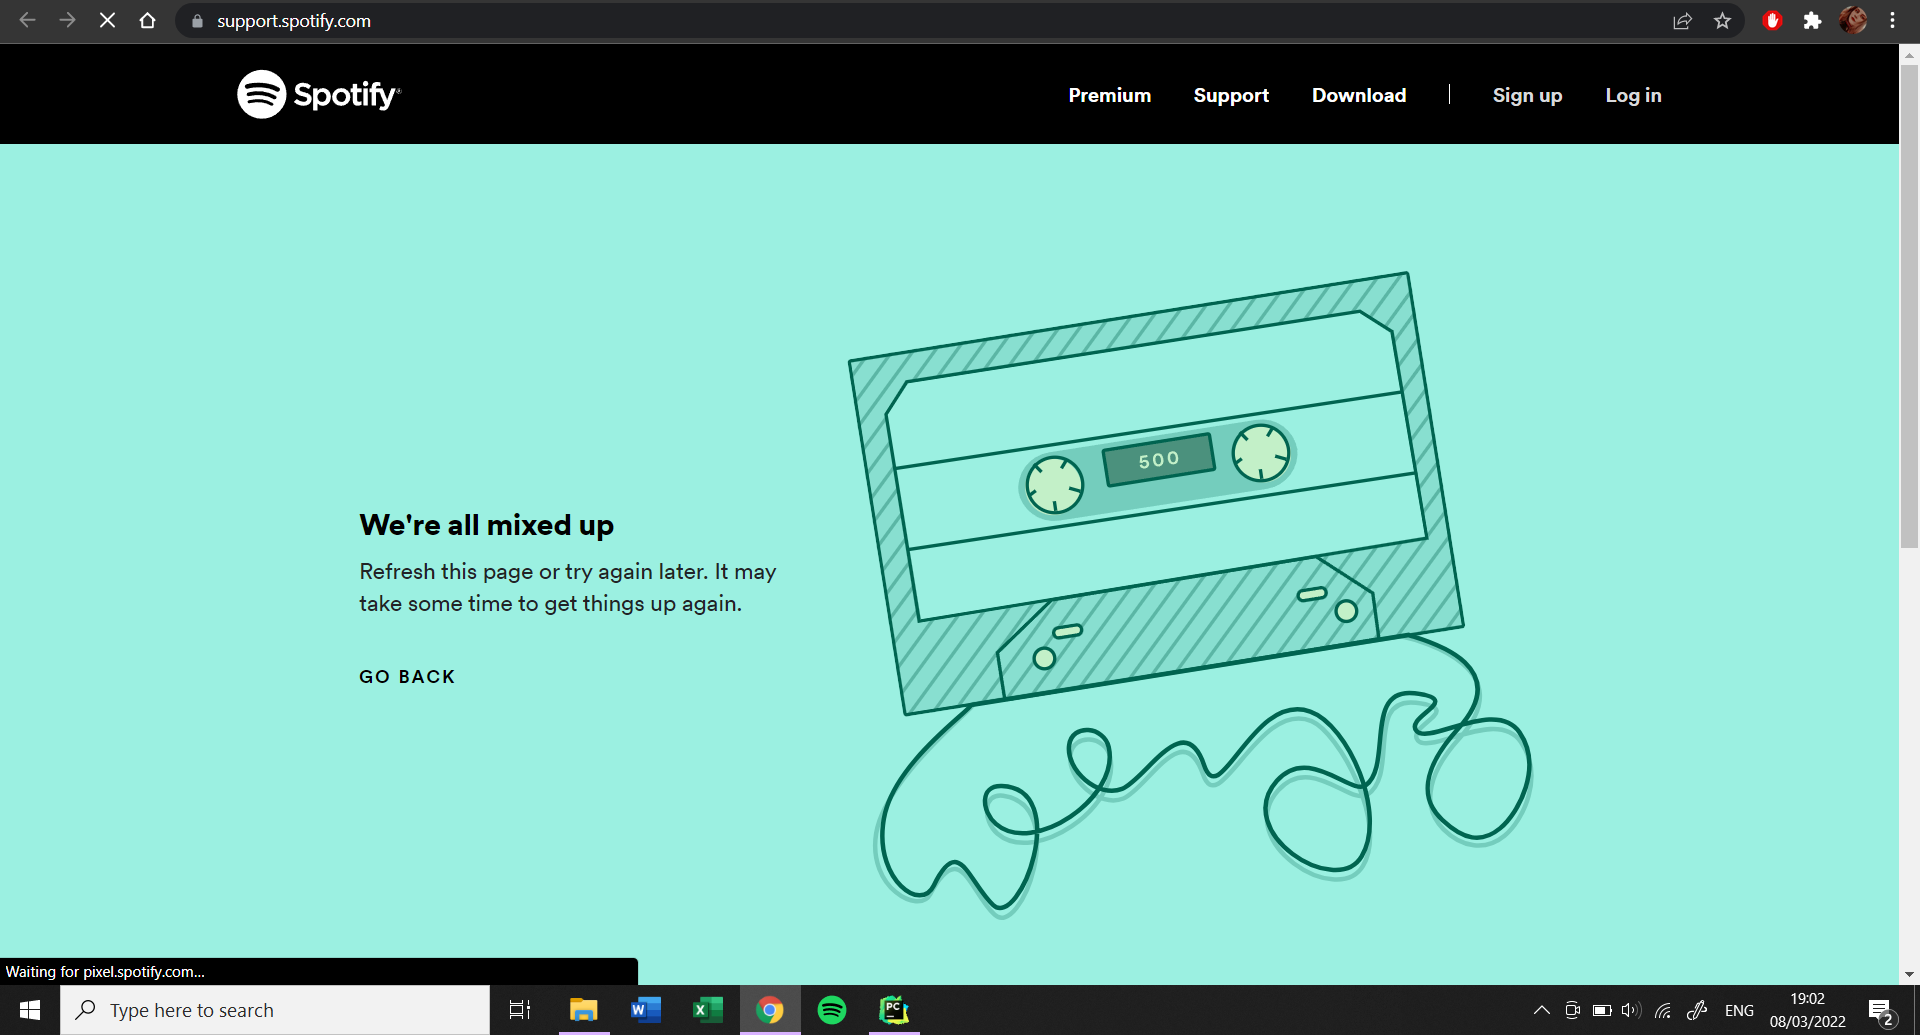 support.spotify.com
Spotify®
Premium Support Download Sign up Log in
500
We're all mixed up
Refresh this page or try again later. It may
take some time to get things up again.
GO BACK
Waiting for pixel.spotify.com...
Type here to search
W
X
PC
ENG
19:02
08/03/2022
2